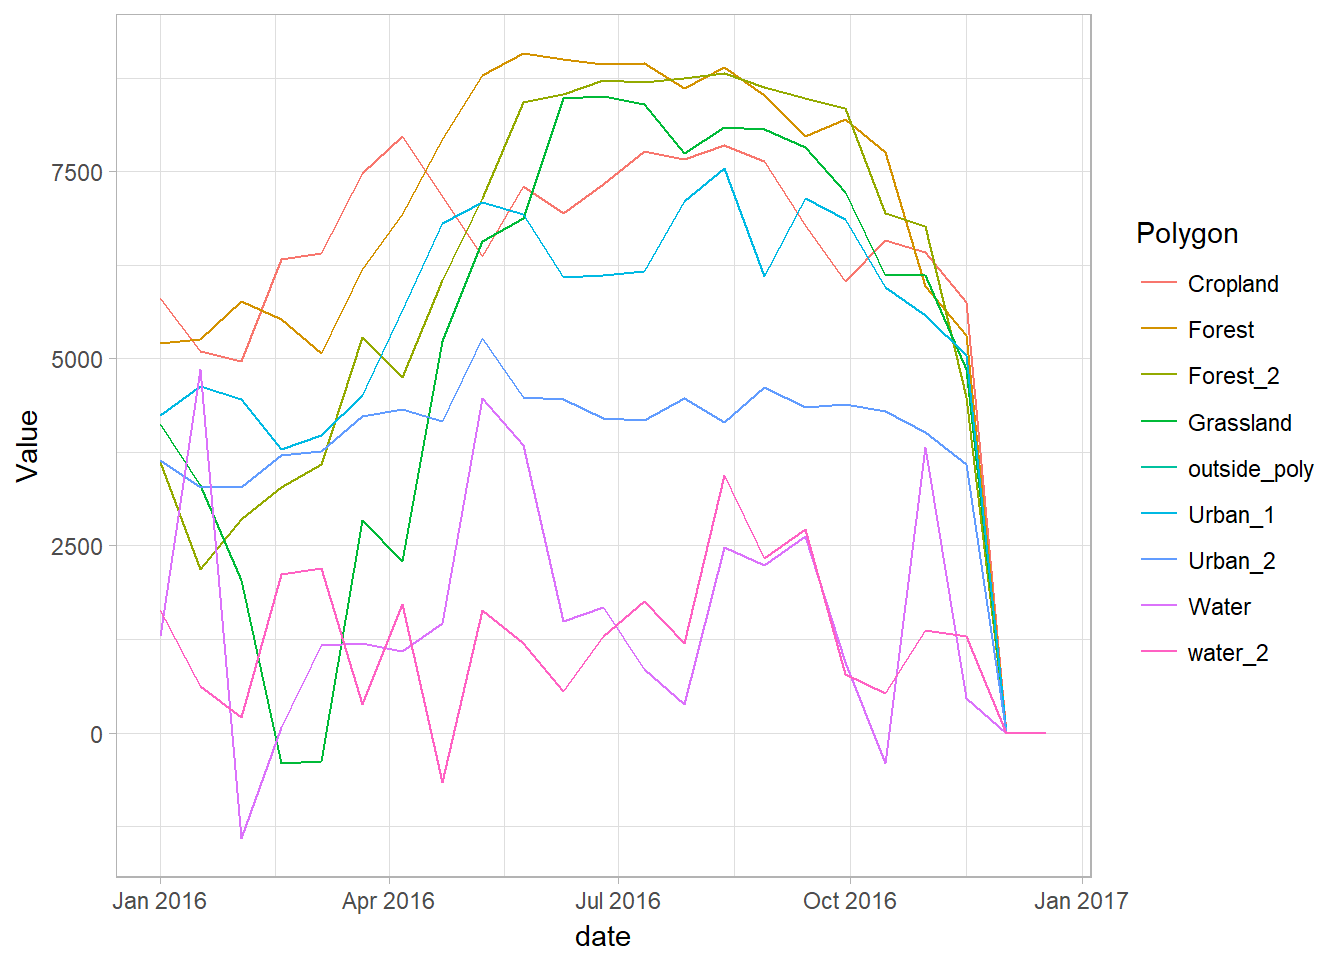 Value
7500
5000
2500
0
Jan 2016
Apr 2016
Jul 2016
Oct 2016
Jan 2017
date
Polygon
Cropland
Forest
Forest_2
Grassland
outside_poly
Urban_1
Urban_2
Water
water_2